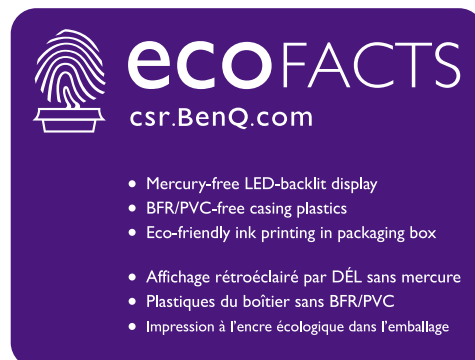 ecoFACTS
csr.BenQ.com
• Mercury-free LED-backlit display
• BFR/PVC-free casing plastics
• Eco-friendly ink printing in packaging box
• Affichage rétroéclairé par DÉL sans mercure
• Plastiques du boîtier sans BFR/PVC
• Impression à l'encre écologique dans l'emballage